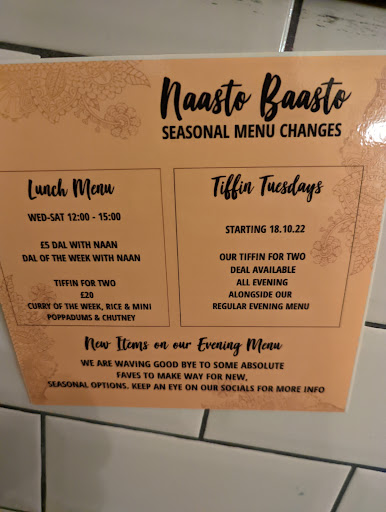 Naasto Baasto
SEASONAL MENU CHANGES
Lunch Menu
WED-SAT 12:00 - 15:00
£5 DAL WITH NAAN
DAL OF THE WEEK WITH NAAN
TIFFIN FOR TWO
£20
CURRY OF THE WEEK, RICE & MINI
POPPADUMS & CHUTNEY
Tiffin Tuesdays
STARTING 18.10.22
OUR TIFFIN FOR TWO
DEAL AVAILABLE
ALL EVENING
ALONGSIDE OUR
REGULAR EVENING MENU
New Items on our Evening Menu
WE ARE WAVING GOOD BYE TO SOME ABSOLUTE
FAVES TO MAKE WAY FOR NEW,
SEASONAL OPTIONS. KEEP AN EYE ON OUR SOCIALS FOR MORE INFO